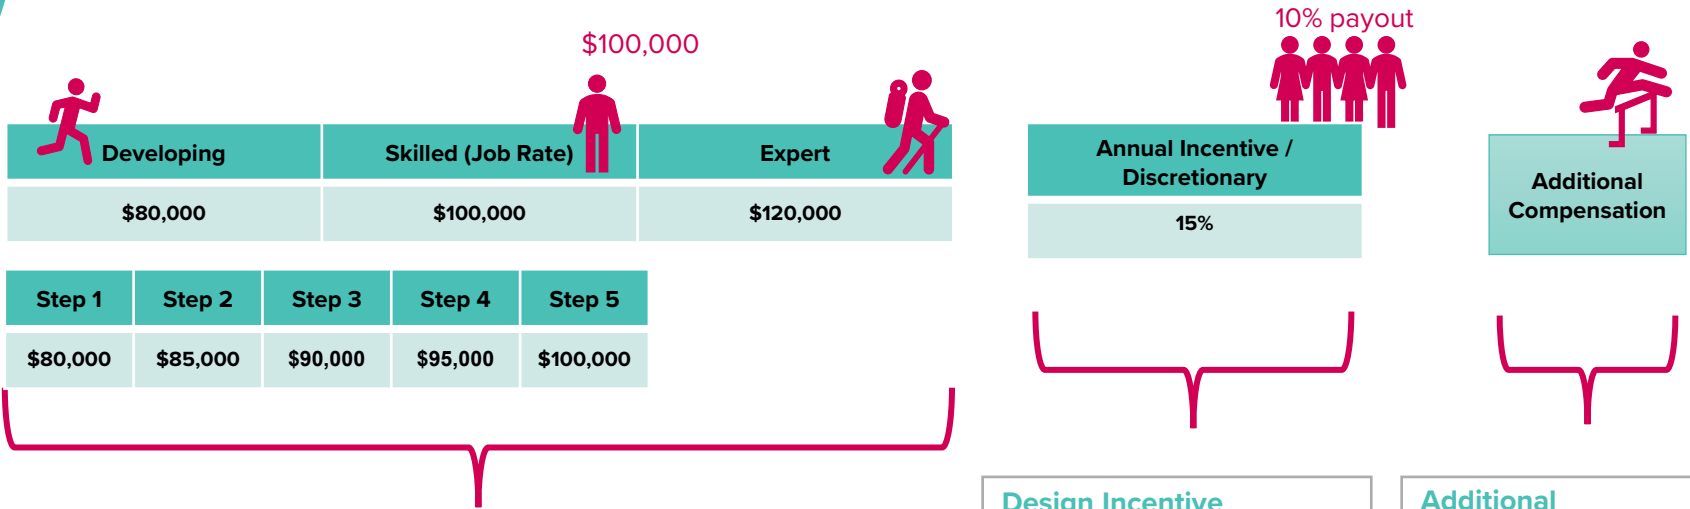 $100,000
10% payout
Developing
Skilled (Job Rate)
Expert
$80,000
$100,000
$120,000
Annual Incentive /
Discretionary
15%
Additional
Compensation
Step 1
Step 2
Step 3
Step 4
Step 5
$80,000
$85,000
$90,000
$95,000
$100,000
Design Incentive
Additional